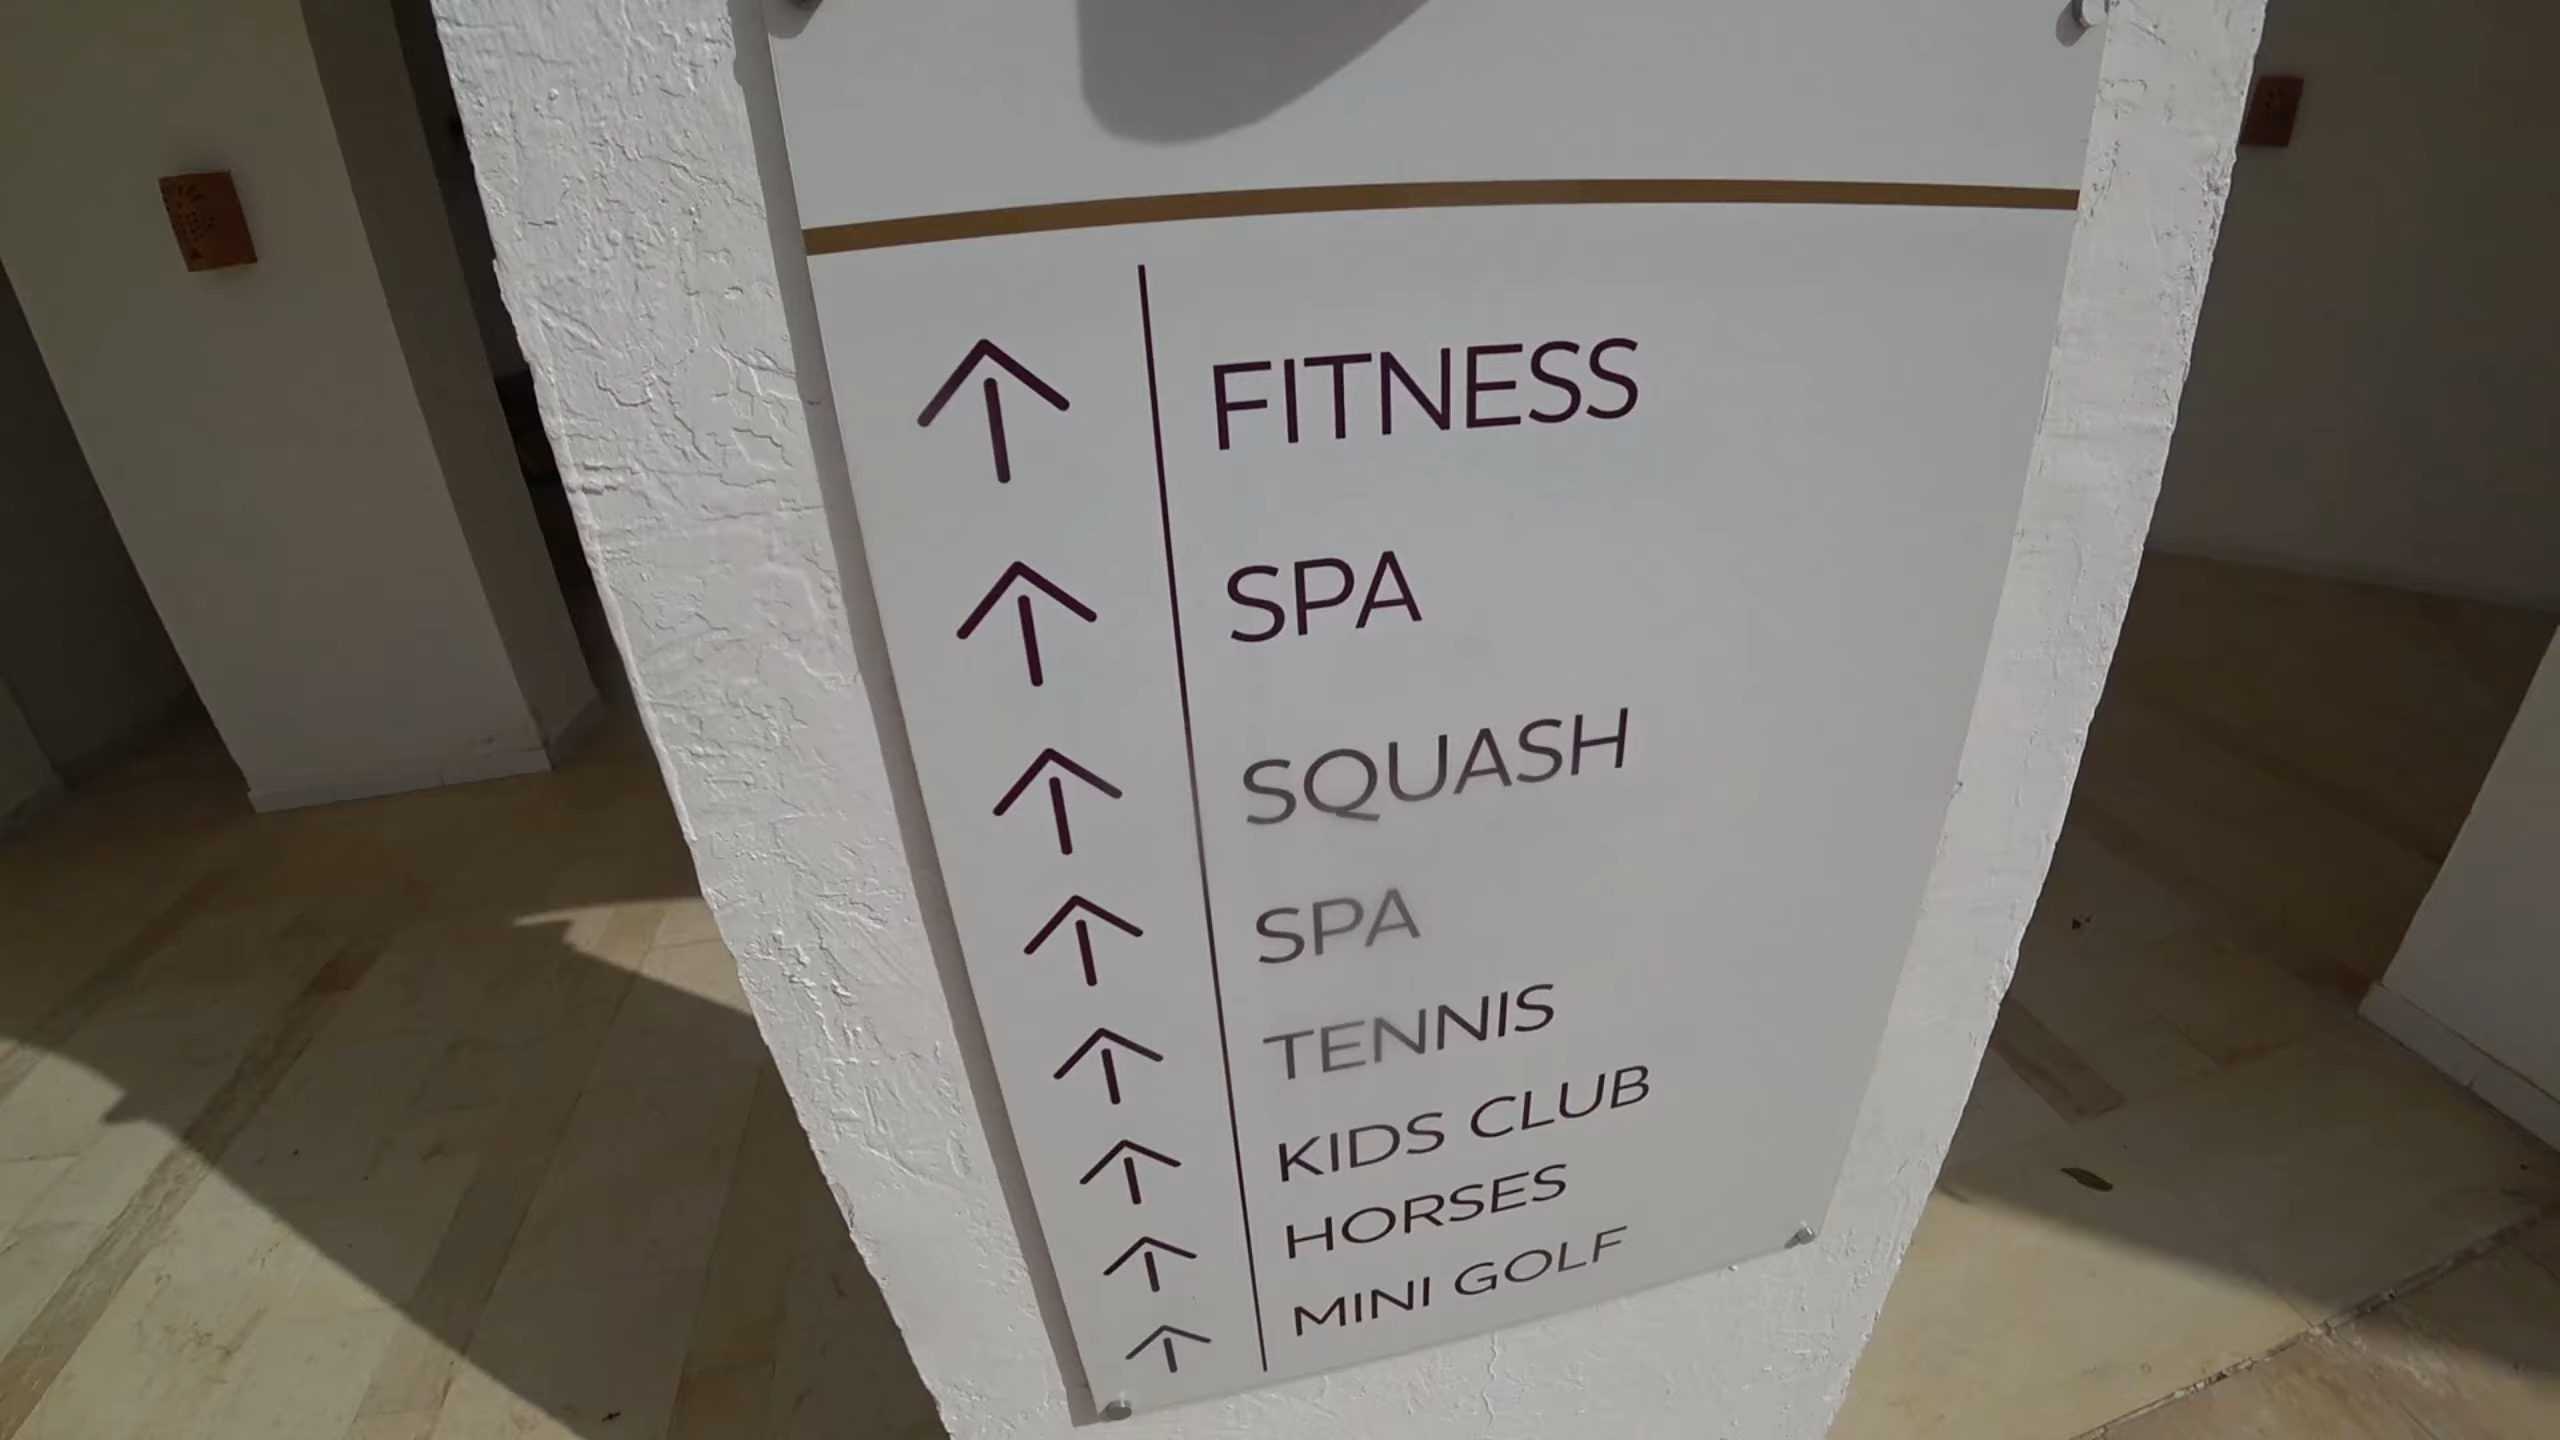 FITNESS
SPA
SQUASH
SPA
TENNIS
KIDS CLUB
HORSES
MINI GOLF